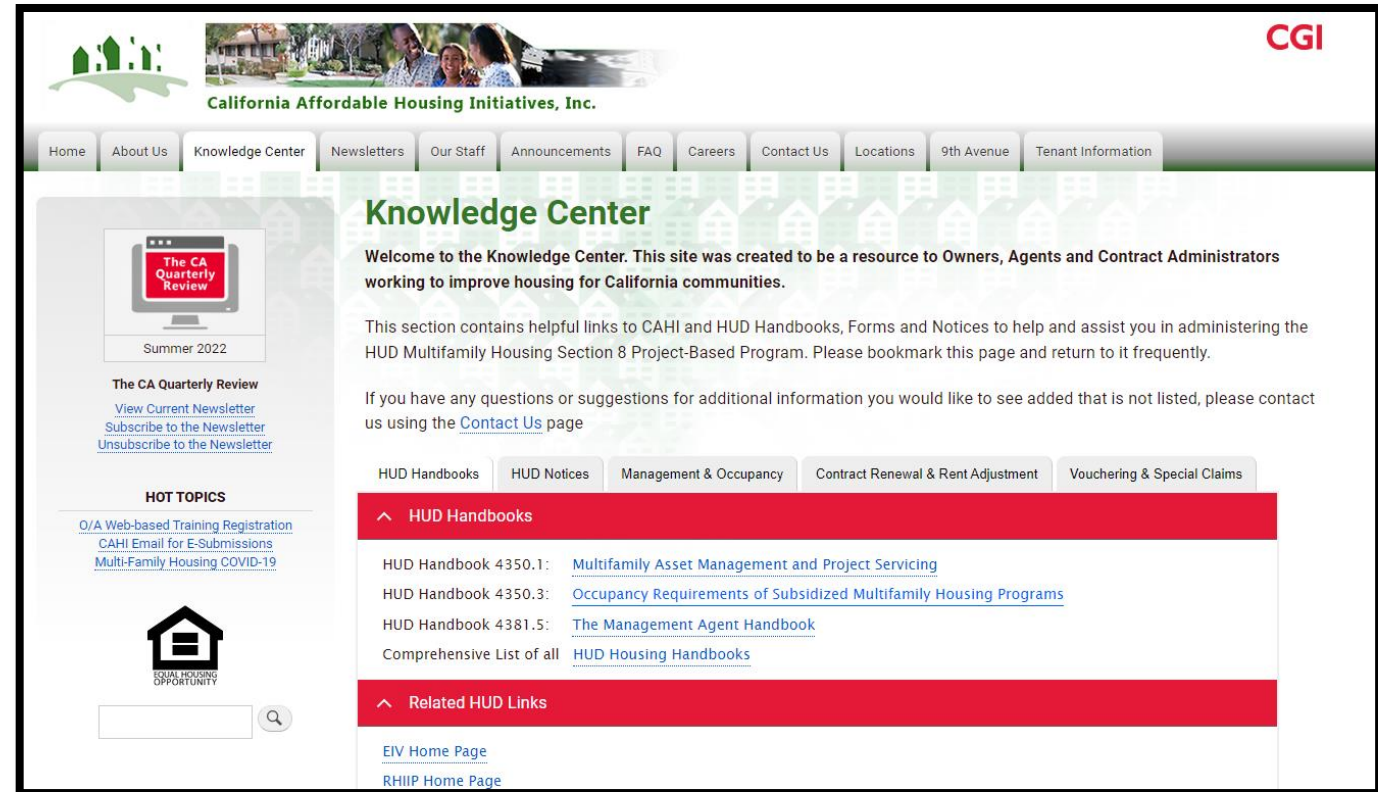 CGI
California Affordable Housing Initiatives, Inc.
Home About Us Knowledge Center Newsletters Our Staff Announcements FAQ Careers Contact Us Locations 9th Avenue Tenant Information
The CA
Quarterly
Review
Summer 2022
The CA Quarterly Review
View Current Newsletter
Subscribe to the Newsletter
Unsubscribe to the Newsletter
HOT TOPICS
O/A Web-based Training Registration
CAHI Email for E-Submissions
Multi-Family Housing COVID-19
EQUAL HOUSING
OPPORTUNITY
Knowledge Center
Welcome to the Knowledge Center. This site was created to be a resource to Owners, Agents and Contract Administrators
working to improve housing for California communities.
This section contains helpful links to CAHI and HUD Handbooks, Forms and Notices to help and assist you in administering the
HUD Multifamily Housing Section 8 Project-Based Program. Please bookmark this page and return to it frequently.
If you have any questions or suggestions for additional information you would like to see added that is not listed, please contact
us using the Contact Us page
HUD Handbooks HUD Notices Management & Occupancy Contract Renewal & Rent Adjustment Vouchering & Special Claims
HUD Handbooks
HUD Handbook 4350.1: Multifamily Asset Management and Project Servicing
HUD Handbook 4350.3: Occupancy Requirements of Subsidized Multifamily Housing Programs
HUD Handbook 4381.5: The Management Agent Handbook
Comprehensive List of all HUD Housing Handbooks
Related HUD Links
EIV Home Page
RHIIP Home Page